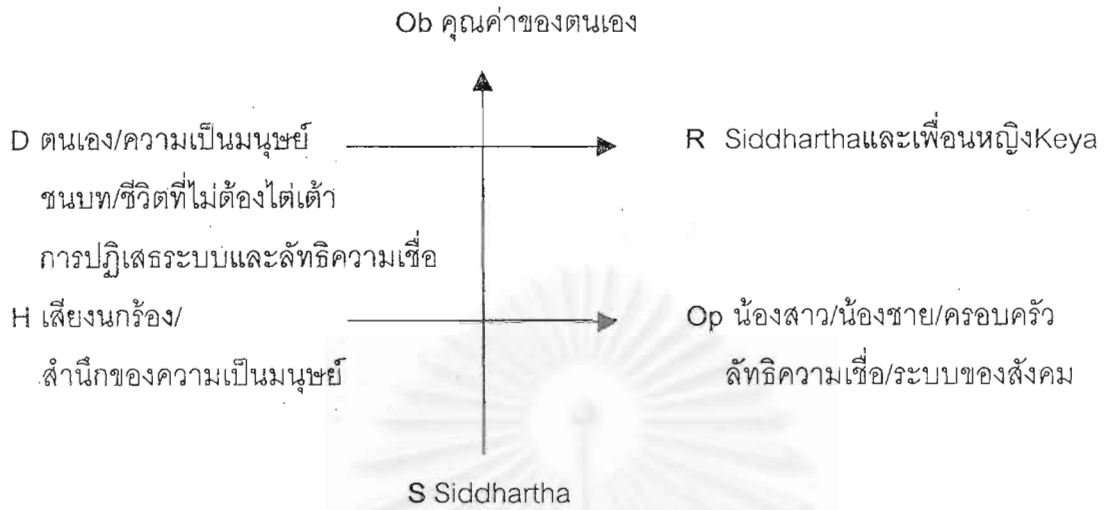 Ob คุณค่าของตนเอง
D ตนเอง/ความเป็นมนุษย์
ชนบท/ชีวิตที่ไม่ต้องไต่เต้า
การปฏิเสธระบบและลัทธิความเชื่อ
R Siddharthaและเพื่อนหญิงKeya
H เสียงนกร้อง/
สำนึกของความเป็นมนุษย์
Op น้องสาว/น้องชาย/ครอบครัว
ลัทธิความเชื่อ/ระบบของสังคม
S Siddhartha